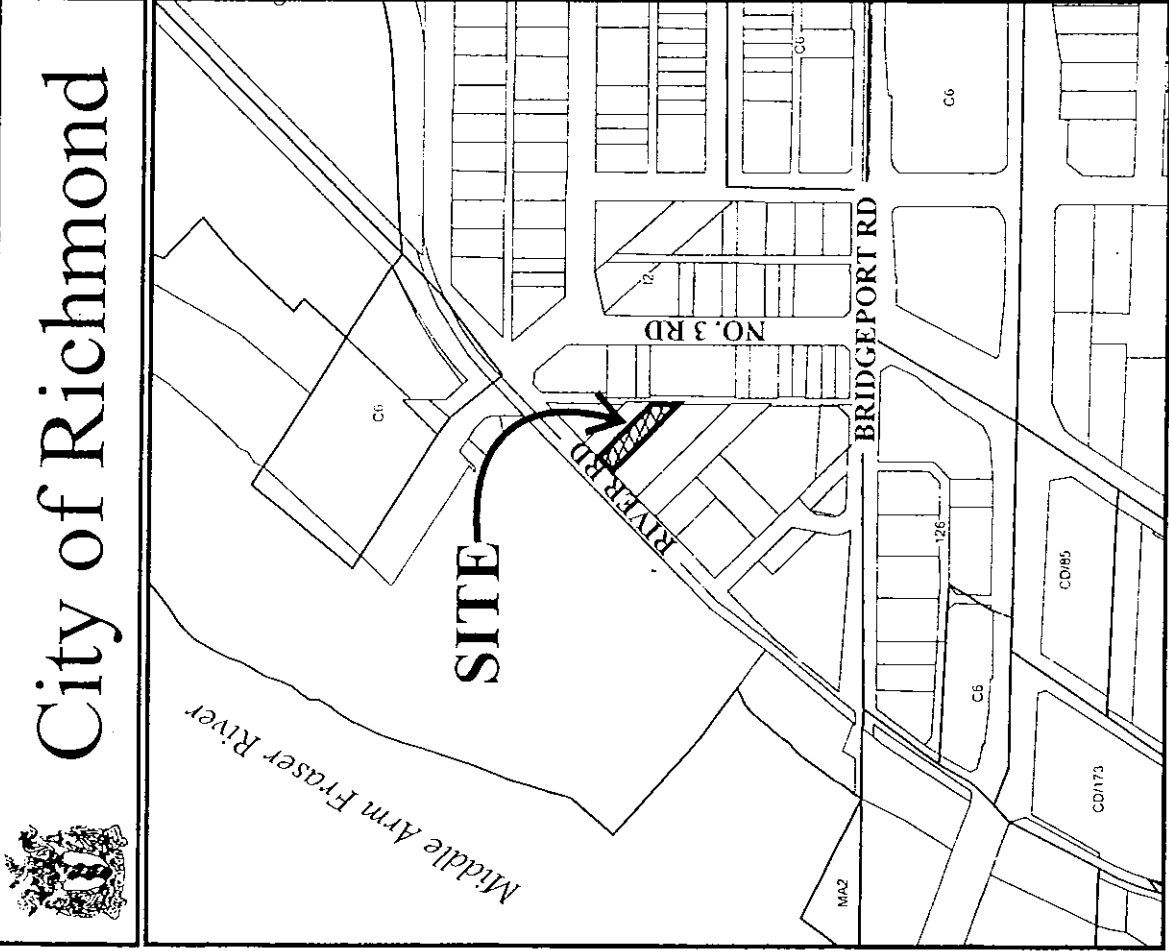 City of Richmond
C6
C6
C6
12
NO. 3 RD
BRIDGEPORT RD
RIVER RD
SITE
Middle Arm Fraser River
126
C6
CD/85
CD/173
MA2